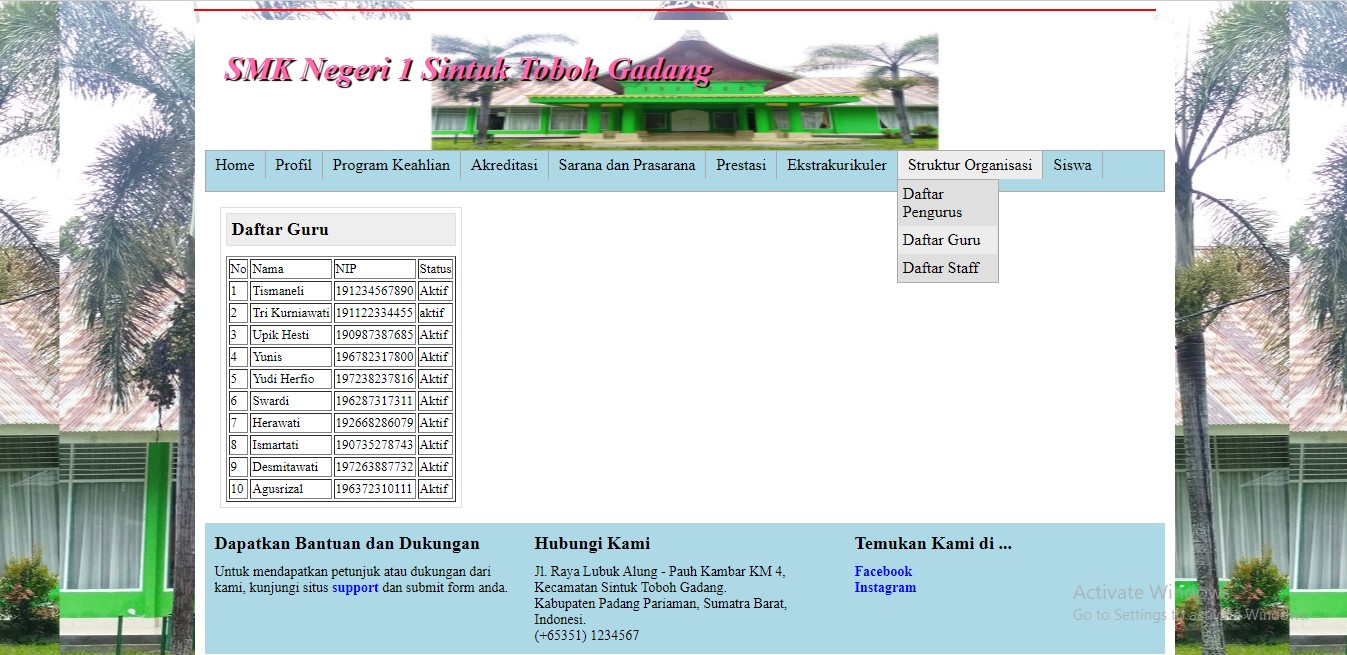 SMK Negeri 1 Sintuk Toboh Gadang
Home Profil Program Keahlian Akreditasi Sarana dan Prasarana Prestasi Ekstrakurikuler Struktur Organisasi Siswa
Daftar
Pengurus
Daftar Guru
Daftar Staff
Daftar Guru
No Nama NIP Status
1 Tismaneli 191234567890 Aktif
2 Tri Kurniawati 191122334455 aktif
3 Upik Hesti 190987387685 Aktif
4 Yunis 196782317800 Aktif
5 Yudi Herfio 197238237816 Aktif
6 Swardi 196287317311 Aktif
7 Herawati 192668286079 Aktif
8 Ismartati 190735278743 Aktif
9 Desmitawati 197263887732 Aktif
10 Agusrizal 196372310111 Aktif
Dapatkan Bantuan dan Dukungan
Untuk mendapatkan petunjuk atau dukungan dari
kami, kunjungi situs support dan submit form anda.
Hubungi Kami
Jl. Raya Lubuk Alung - Pauh Kambar KM 4,
Kecamatan Sintuk Toboh Gadang.
Kabupaten Padang Pariaman, Sumatra Barat,
Indonesi.
(+65351) 1234567
Temukan Kami di ...
Facebook
Instagram
Activate Windows
Go to Settings to activate Windows.